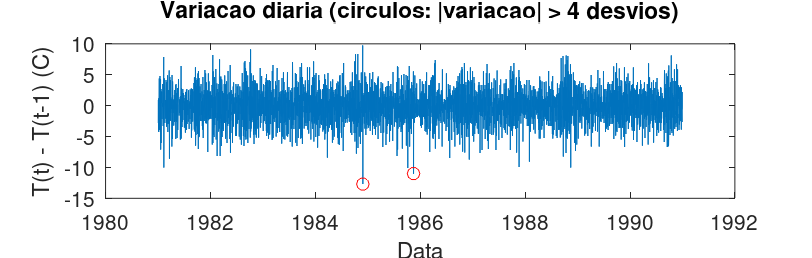 Variacao diaria (circulos: |variacao| > 4 desvios)
T(t) - T(t-1) (C)
10
5
0
-5
-10
-15
1980 1982 1984 1986 1988 1990 1992
Data